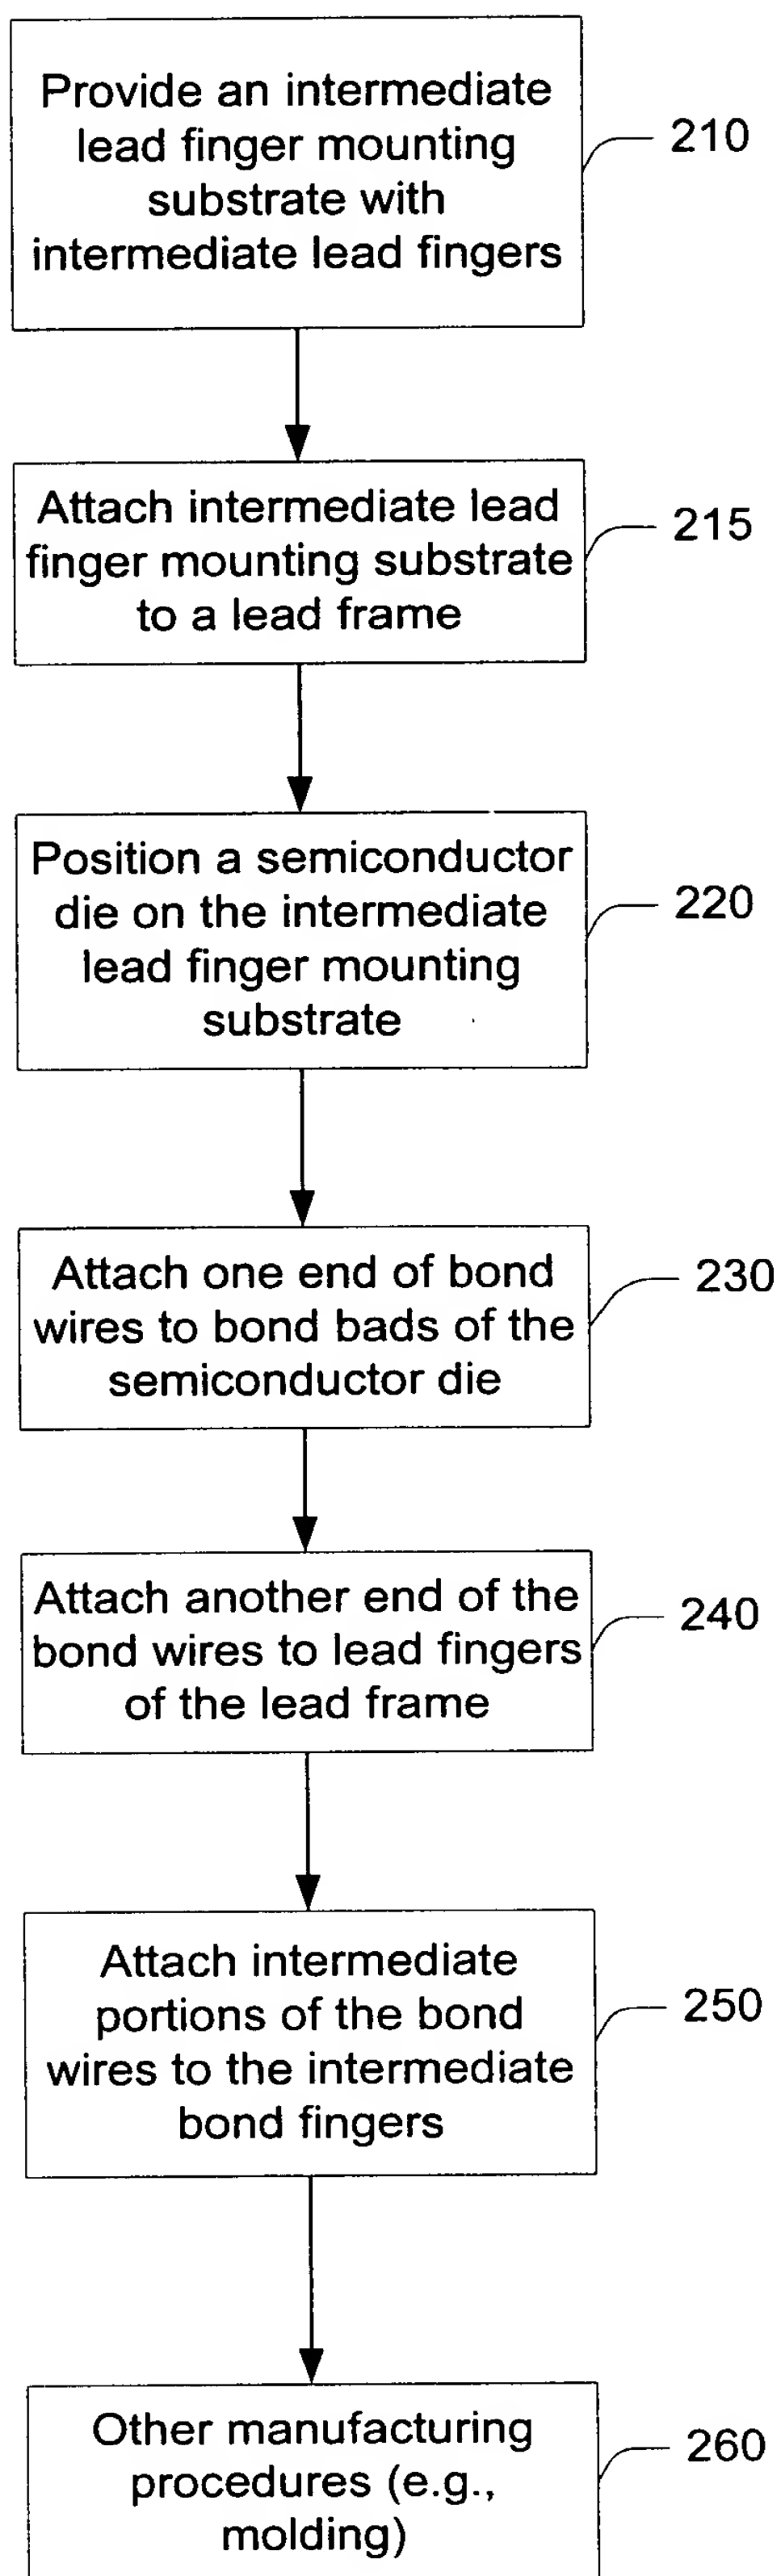 Provide an intermediate
lead finger mounting
substrate with
intermediate lead fingers
210
Attach intermediate lead
finger mounting substrate
to a lead frame
215
Position a semiconductor
die on the intermediate
lead finger mounting
substrate
220
Attach one end of bond
wires to bond bads of the
semiconductor die
230
Attach another end of the
bond wires to lead fingers
of the lead frame
240
Attach intermediate
portions of the bond
wires to the intermediate
bond fingers
250
Other manufacturing
procedures (e.g.,
molding)
260